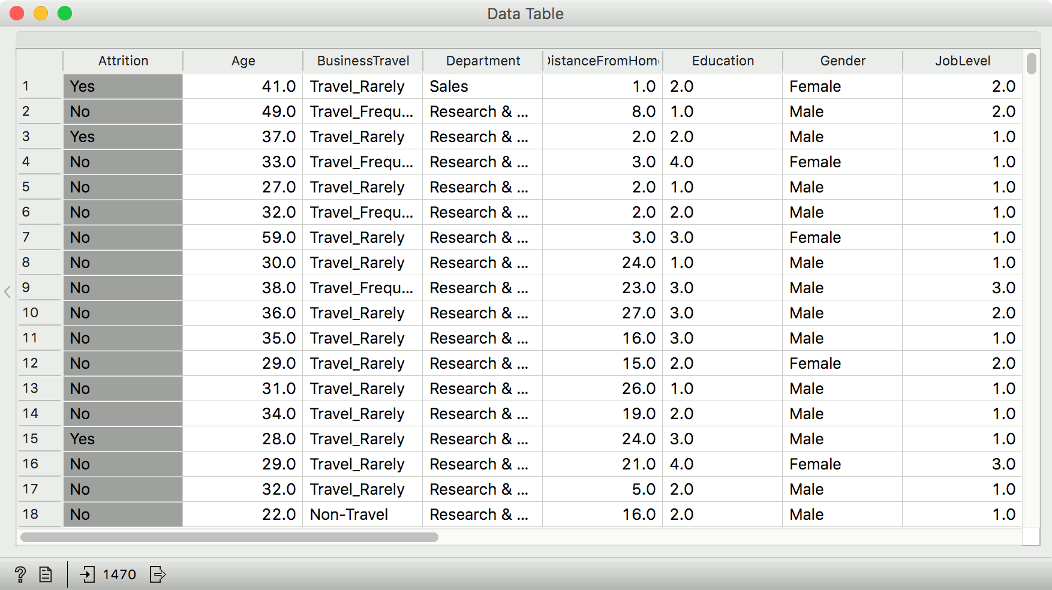 Data Table
Attrition Age BusinessTravel Department DistanceFromHome Education Gender JobLevel
1 Yes 41.0 Travel_Rarely Sales 1.0 2.0 Female 2.0
2 No 49.0 Travel_Frequ... Research & ... 8.0 1.0 Male 2.0
3 Yes 37.0 Travel_Rarely Research & ... 2.0 2.0 Male 1.0
4 No 33.0 Travel_Frequ... Research & ... 3.0 4.0 Female 1.0
5 No 27.0 Travel_Rarely Research & ... 2.0 1.0 Male 1.0
6 No 32.0 Travel_Frequ... Research & ... 2.0 2.0 Male 1.0
7 No 59.0 Travel_Rarely Research & ... 3.0 3.0 Female 1.0
8 No 30.0 Travel_Rarely Research & ... 24.0 1.0 Male 1.0
9 No 38.0 Travel_Frequ... Research & ... 23.0 3.0 Male 3.0
10 No 36.0 Travel_Rarely Research & ... 27.0 3.0 Male 2.0
11 No 35.0 Travel_Rarely Research & ... 16.0 3.0 Male 1.0
12 No 29.0 Travel_Rarely Research & ... 15.0 2.0 Female 2.0
13 No 31.0 Travel_Rarely Research & ... 26.0 1.0 Male 1.0
14 No 34.0 Travel_Rarely Research & ... 19.0 2.0 Male 1.0
15 Yes 28.0 Travel_Rarely Research & ... 24.0 3.0 Male 1.0
16 No 29.0 Travel_Rarely Research & ... 21.0 4.0 Female 3.0
17 No 32.0 Travel_Rarely Research & ... 5.0 2.0 Male 1.0
18 No 22.0 Non-Travel Research & ... 16.0 2.0 Male 1.0
? 1470